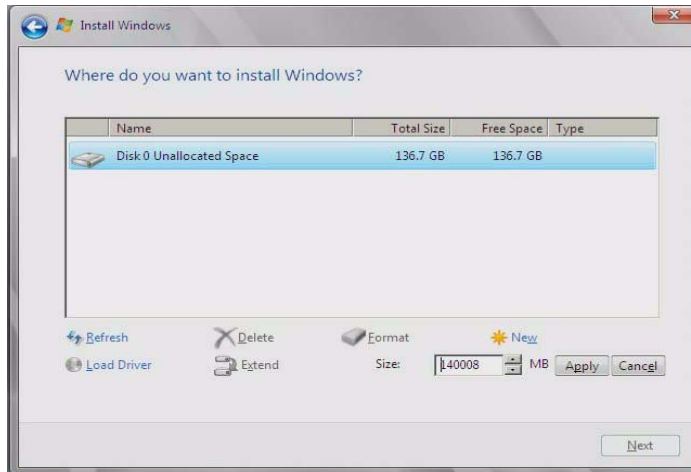 Install Windows
Where do you want to install Windows?
Name Total Size Free Space Type
Disk 0 Unallocated Space 136.7 GB 136.7 GB
Refresh Delete Format New
Load Driver Extend Size: 140008 MB Apply Cancel
Next